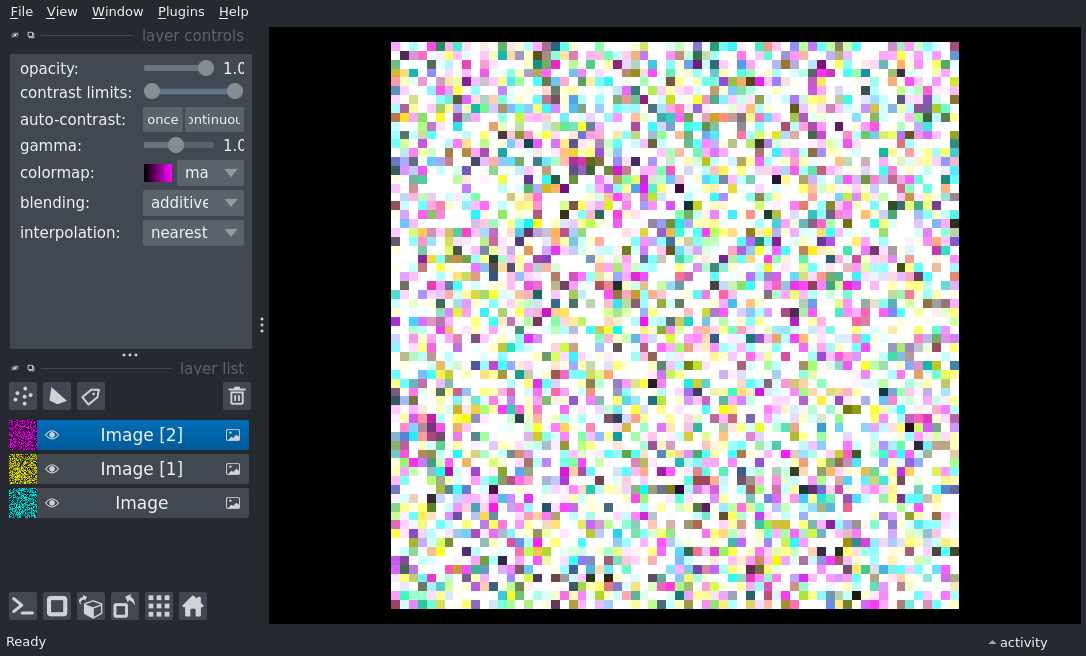 File View Window Plugins Help
layer controls
opacity: 1.0
contrast limits:
auto-contrast: once ontinuou
gamma: 1.0
colormap: ma
blending: additive
interpolation: nearest
layer list
Image [2]
Image [1]
Image
Ready
activity